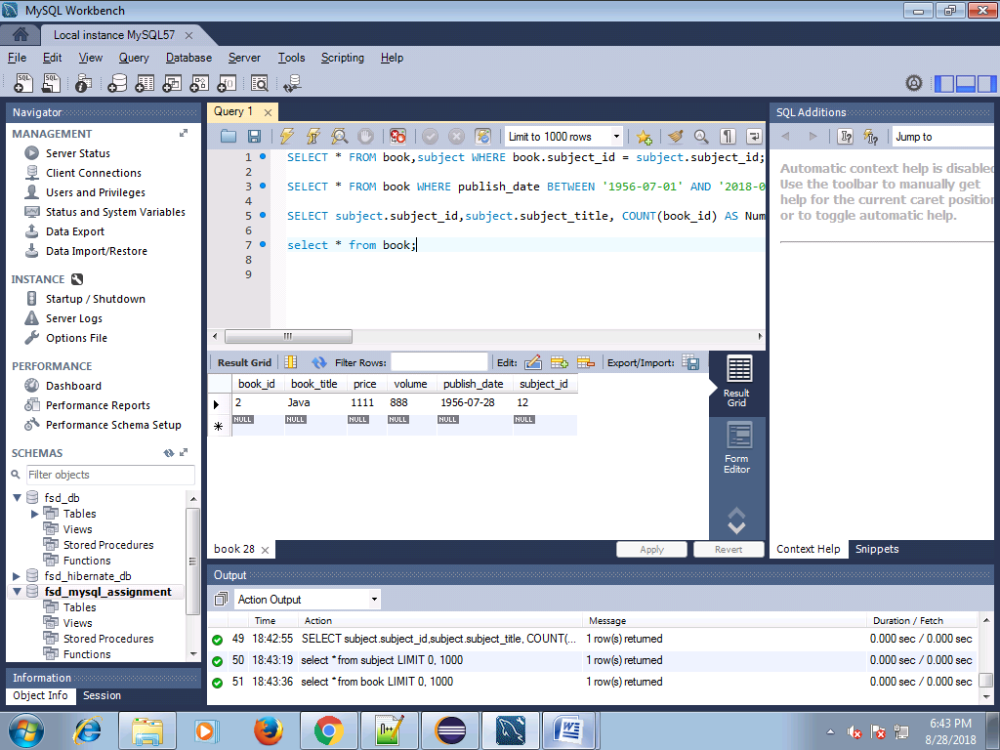 MySQL Workbench
Local instance MySQL57
File Edit View Query Database Server Tools Scripting Help
Navigator
MANAGEMENT
Server Status
Client Connections
Users and Privileges
Status and System Variables
Data Export
Data Import/Restore
INSTANCE
Startup / Shutdown
Server Logs
Options File
PERFORMANCE
Dashboard
Performance Reports
Performance Schema Setup
SCHEMAS
Filter objects
fsd_db
Tables
Views
Stored Procedures
Functions
fsd_hibernate_db
fsd_mysql_assignment
Tables
Views
Stored Procedures
Functions
Information
Object Info Session
Query 1
Limit to 1000 rows
1 SELECT * FROM book,subject WHERE book.subject_id = subject.subject_id;
2
3 SELECT * FROM book WHERE publish_date BETWEEN '1956-07-01' AND '2018-0
4
5 SELECT subject.subject_id,subject.subject_title, COUNT(book_id) AS Num
6
7 select * from book;
8
9
Result Grid Filter Rows: Edit: Export/Import:
book_id book_title price volume publish_date subject_id
2 Java 1111 888 1956-07-28 12
NULL NULL NULL NULL NULL NULL
Result
Grid
Form
Editor
book 28
Apply Revert
SQL Additions
Jump to
Automatic context help is disabled
Use the toolbar to manually get
help for the current caret position
or to toggle automatic help.
Context Help Snippets
Output
Action Output
Time Action Message Duration / Fetch
49 18:42:55 SELECT subject.subject_id,subject.subject_title, COUNT(... 1 row(s) returned 0.000 sec / 0.000 sec
50 18:43:19 select * from subject LIMIT 0, 1000 1 row(s) returned 0.000 sec / 0.000 sec
51 18:43:36 select * from book LIMIT 0, 1000 1 row(s) returned 0.000 sec / 0.000 sec
6:43 PM
8/28/2018